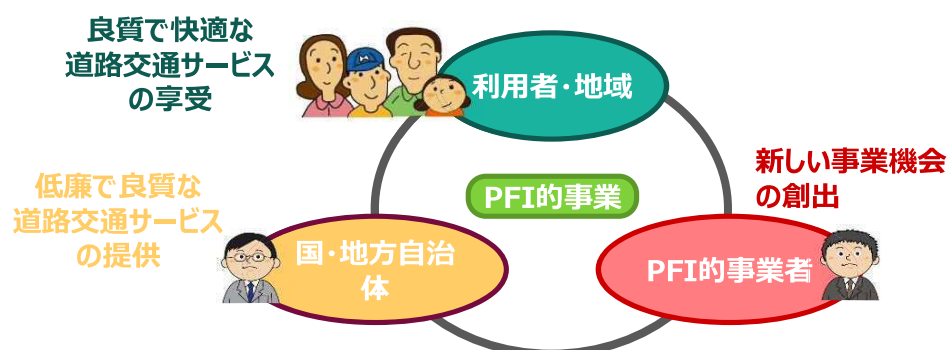 良質で快適な
道路交通サービス
の享受
利用者・地域
新しい事業機会
の創出
低廉で良質な
道路交通サービス
の提供
PFI的事業
国・地方自治
体
PFI的事業者